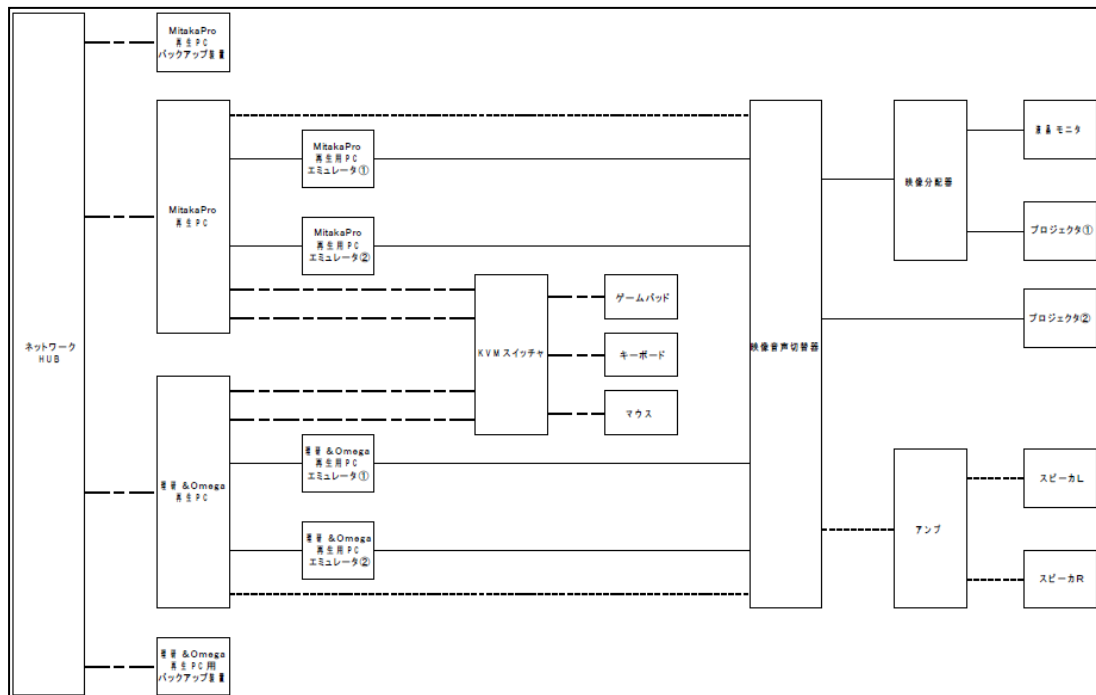 MitakaPro
再生PC
バックアップ装置
MitakaPro
再生PC
MitakaPro
再生用PC
エミュレータ①
MitakaPro
再生用PC
エミュレータ②
ネットワーク
HUB
KVMスイッチャ
ゲームパッド
キーボード
マウス
映像音声切替器
映像分配器
液晶モニタ
プロジェクタ①
プロジェクタ②
&Omega
再生PC
&Omega
再生用PC
エミュレータ①
&Omega
再生用PC
エミュレータ②
アンプ
スピーカL
スピーカR
&Omega
再生PC用
バックアップ装置